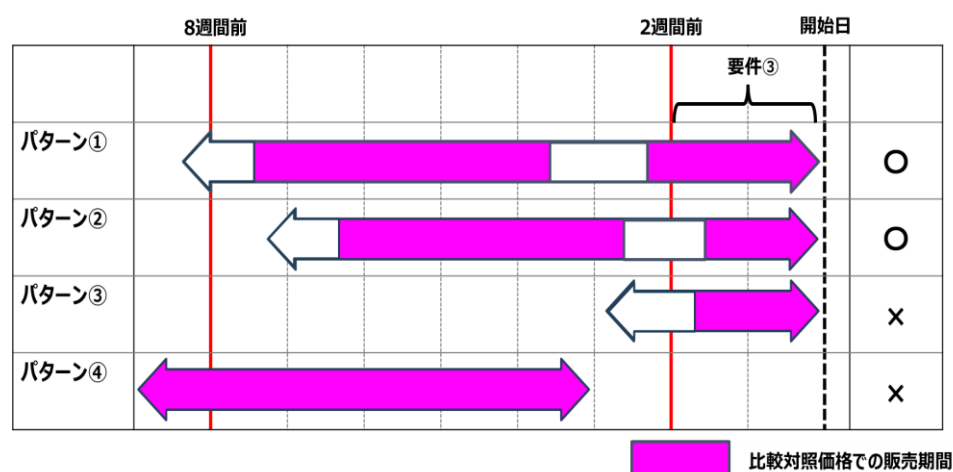 8週間前 2週間前 開始日
要件③
パターン① ○
パターン② ○
パターン③ ×
パターン④ ×
比較対照価格での販売期間